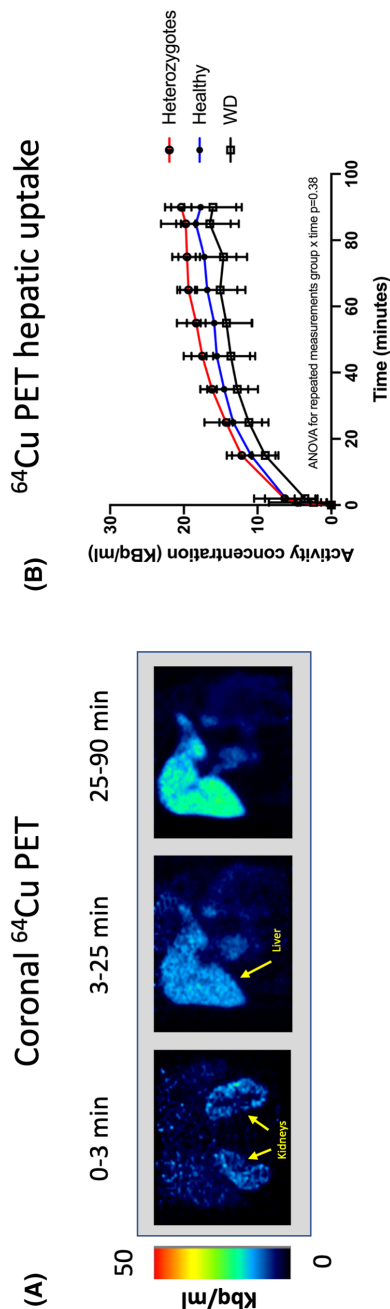 (A)
Coronal ⁶⁴Cu PET
0-3 min
3-25 min
25-90 min
50
Kbq/ml
0
Kidneys
Liver
(B)
⁶⁴Cu PET hepatic uptake
Activity concentration (KBq/ml)
30
20
10
0
0
20
40
60
80
100
Time (minutes)
ANOVA for repeated measurements group x time p=0.38
Heterozygotes
Healthy
WD